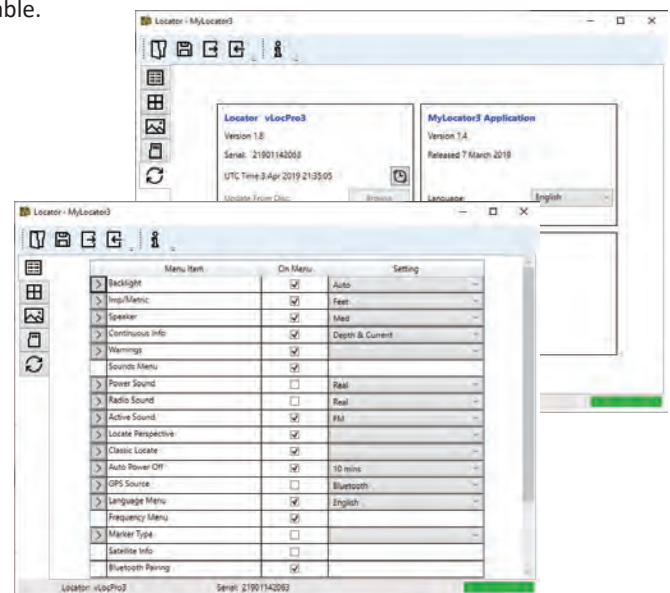 able.
Locator - MyLocator3
Locator vLocPro3
Version 1.8
Serial: 21901142063
UTC Time 3 Apr 2019 21:35:05
Update From Disc
Browse
MyLocator3 Application
Version 1.4
Released 7 March 2019
Language
English
Locator - MyLocator3
Menu Item On Menu Setting
Backlight Auto
Imp/Metric Feet
Speaker Med
Continuous Info Depth & Current
Warnings
Sounds Menu
Power Sound Real
Radio Sound Real
Active Sound FM
Locate Perspective
Classic Locate
Auto Power Off 10 mins
GPS Source Bluetooth
Language Menu English
Frequency Menu
Marker Type
Satellite Info
Bluetooth Pairing
Locator: vLocPro3 Serial: 21901142063